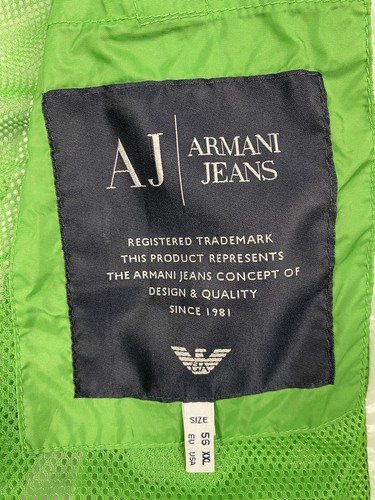 AJ | ARMANI
JEANS
REGISTERED TRADEMARK
THIS PRODUCT REPRESENTS
THE ARMANI JEANS CONCEPT OF
DESIGN & QUALITY
SINCE 1981
GA
SIZE
56 XXL
EU USA